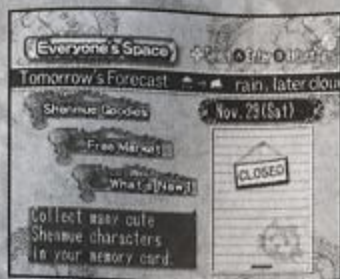 Everyone's Space
Tomorrow's Forecast rain, later clou
Shenmue Goodies
Nov.29(Sat)
Free Market
What's New!
CLOSED
Collect many cute
Shenmue characters
in your memory card.